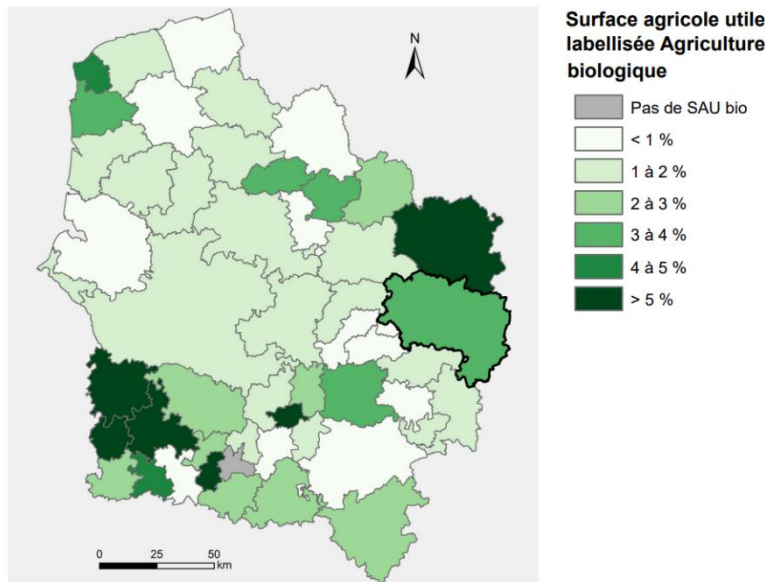 Surface agricole utile
labellisée Agriculture
biologique
N
Pas de SAU bio
< 1 %
1 à 2 %
2 à 3 %
3 à 4 %
4 à 5 %
> 5 %
0 25 50
km